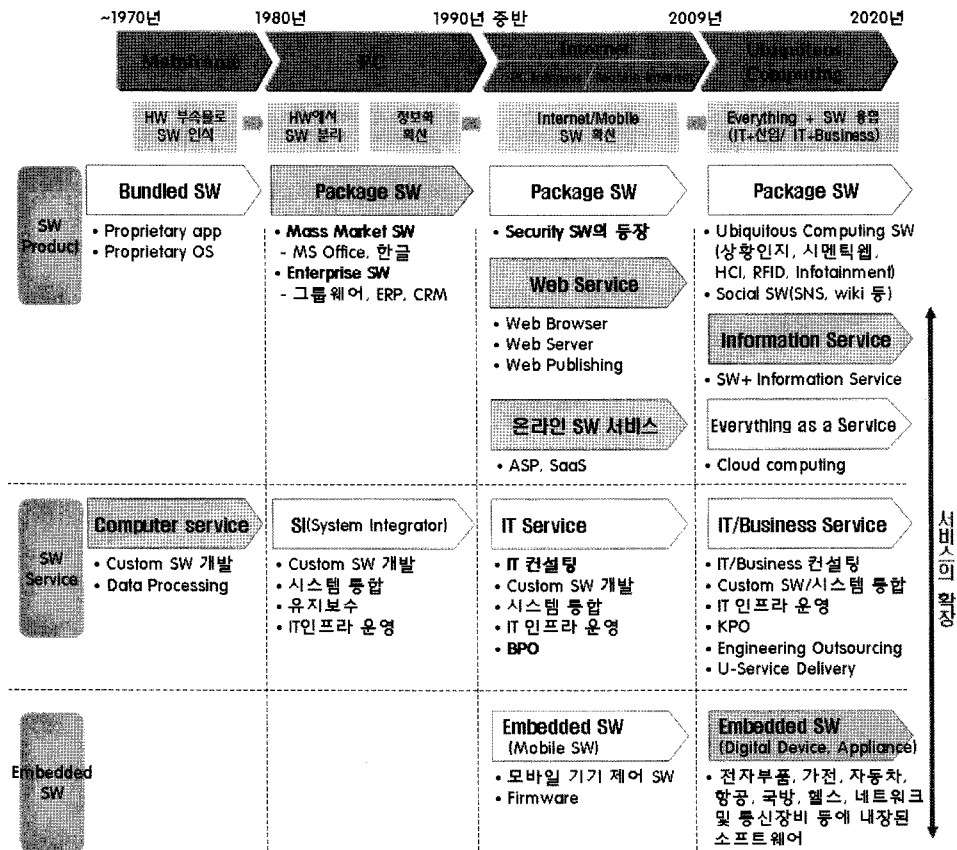 ~1970년 1980년 1990년 중반 2009년 2020년
Mainframe PC Internet Ubiquitous
Computing
HW 부속물로
SW 인식
HW에서
SW 분리
정보화
확산
Internet/Mobile
SW 확산
Everything + SW 융합
(IT+산업/ IT+Business)
SW
Product
Bundled SW
• Proprietary app
• Proprietary OS
Package SW
• Mass Market SW
- MS Office, 한글
• Enterprise SW
- 그룹웨어, ERP, CRM
Package SW
• Security SW의 등장
Web Service
• Web Browser
• Web Server
• Web Publishing
온라인 SW 서비스
• ASP, SaaS
Package SW
• Ubiquitous Computing SW
(상황인지, 시멘틱웹,
HCI, RFID, Infotainment)
• Social SW(SNS, wiki 등)
Information Service
• SW+ Information Service
Everything as a Service
• Cloud computing
SW
Service
Computer service
• Custom SW 개발
• Data Processing
SI(System Integrator)
• Custom SW 개발
• 시스템 통합
• 유지보수
• IT인프라 운영
IT Service
• IT 컨설팅
• Custom SW 개발
• 시스템 통합
• IT 인프라 운영
• BPO
IT/Business Service
• IT/Business 컨설팅
• Custom SW/시스템 통합
• IT 인프라 운영
• KPO
• Engineering Outsourcing
• U-Service Delivery
서비스의 확장
Embedded
SW
Embedded SW
(Mobile SW)
• 모바일 기기 제어 SW
• Firmware
Embedded SW
(Digital Device, Appliance)
• 전자부품, 가전, 자동차,
항공, 국방, 헬스, 네트워크
및 통신장비 등에 내장된
소프트웨어